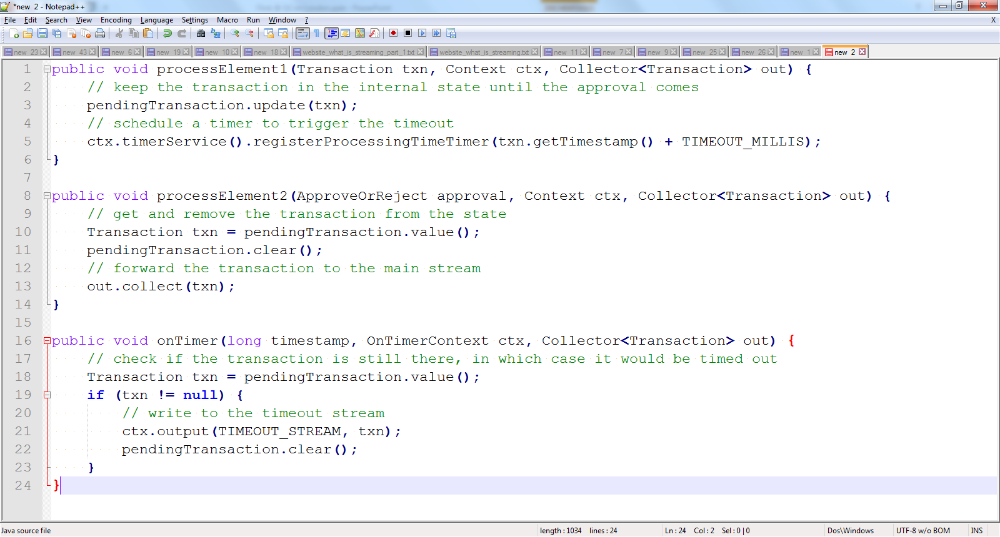 *new  2 - Notepad++
File Edit Search View Encoding Language Settings Macro Run Window ? X
new 23 new 43 new 6 new 19 new 10 new 18 website_what_is_streaming_part_1.txt website_what_is_streaming.txt new 11 new 7 new 9 new 25 new 26 new 1 new 2
1 public void processElement1(Transaction txn, Context ctx, Collector<Transaction> out) {
2     // keep the transaction in the internal state until the approval comes
3     pendingTransaction.update(txn);
4     // schedule a timer to trigger the timeout
5     ctx.timerService().registerProcessingTimeTimer(txn.getTimestamp() + TIMEOUT_MILLIS);
6 }
7
8 public void processElement2(ApproveOrReject approval, Context ctx, Collector<Transaction> out) {
9     // get and remove the transaction from the state
10     Transaction txn = pendingTransaction.value();
11     pendingTransaction.clear();
12     // forward the transaction to the main stream
13     out.collect(txn);
14 }
15
16 public void onTimer(long timestamp, OnTimerContext ctx, Collector<Transaction> out) {
17     // check if the transaction is still there, in which case it would be timed out
18     Transaction txn = pendingTransaction.value();
19     if (txn != null) {
20         // write to the timeout stream
21         ctx.output(TIMEOUT_STREAM, txn);
22         pendingTransaction.clear();
23     }
24 }
Java source file length : 1034 lines : 24 Ln : 24 Col : 2 Sel : 0 | 0 Dos\Windows UTF-8 w/o BOM INS